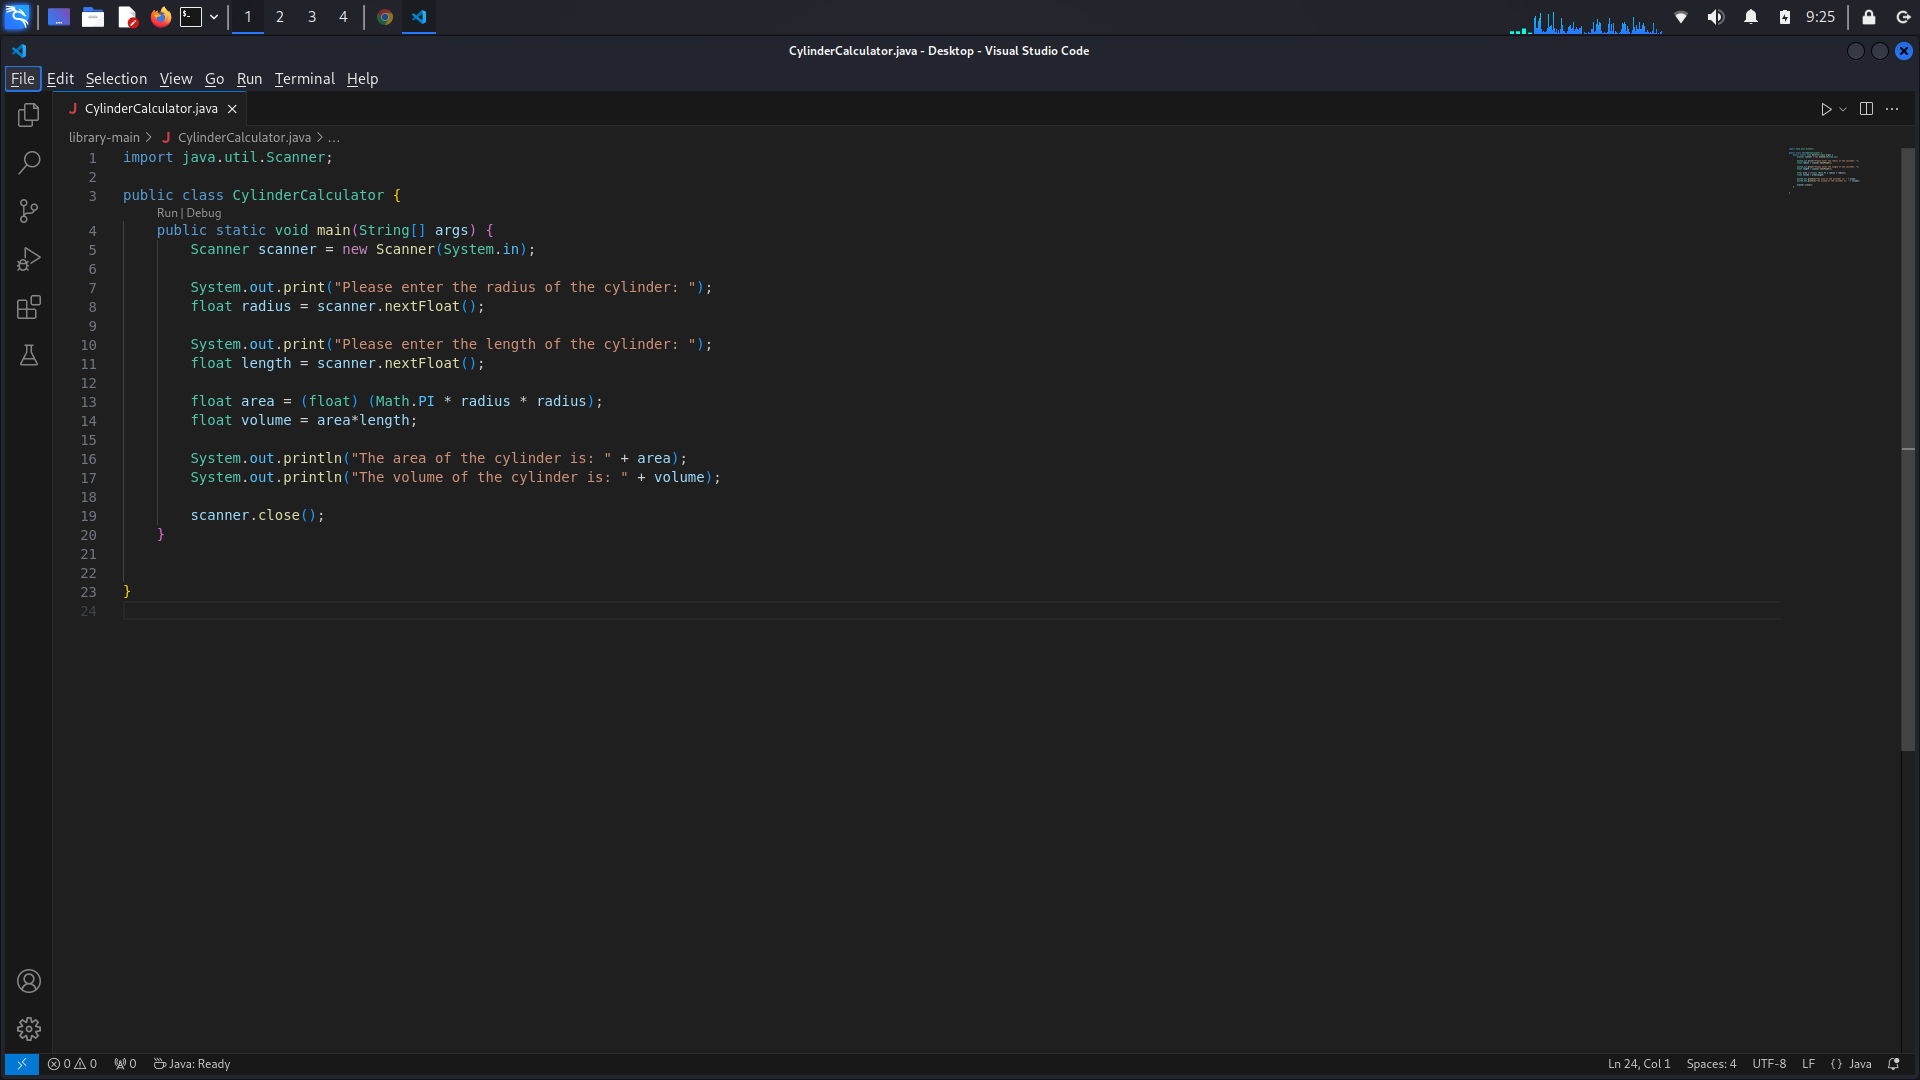 1 2 3 4 9:25
CylinderCalculator.java - Desktop - Visual Studio Code
File Edit Selection View Go Run Terminal Help
J CylinderCalculator.java
library-main > J CylinderCalculator.java > ...
1 import java.util.Scanner;
2
3 public class CylinderCalculator {
Run | Debug
4 public static void main(String[] args) {
5 Scanner scanner = new Scanner(System.in);
6
7 System.out.print("Please enter the radius of the cylinder: ");
8 float radius = scanner.nextFloat();
9
10 System.out.print("Please enter the length of the cylinder: ");
11 float length = scanner.nextFloat();
12
13 float area = (float) (Math.PI * radius * radius);
14 float volume = area*length;
15
16 System.out.println("The area of the cylinder is: " + area);
17 System.out.println("The volume of the cylinder is: " + volume);
18
19 scanner.close();
20 }
21
22
23 }
24
0 0 0 Java: Ready Ln 24, Col 1 Spaces: 4 UTF-8 LF {} Java